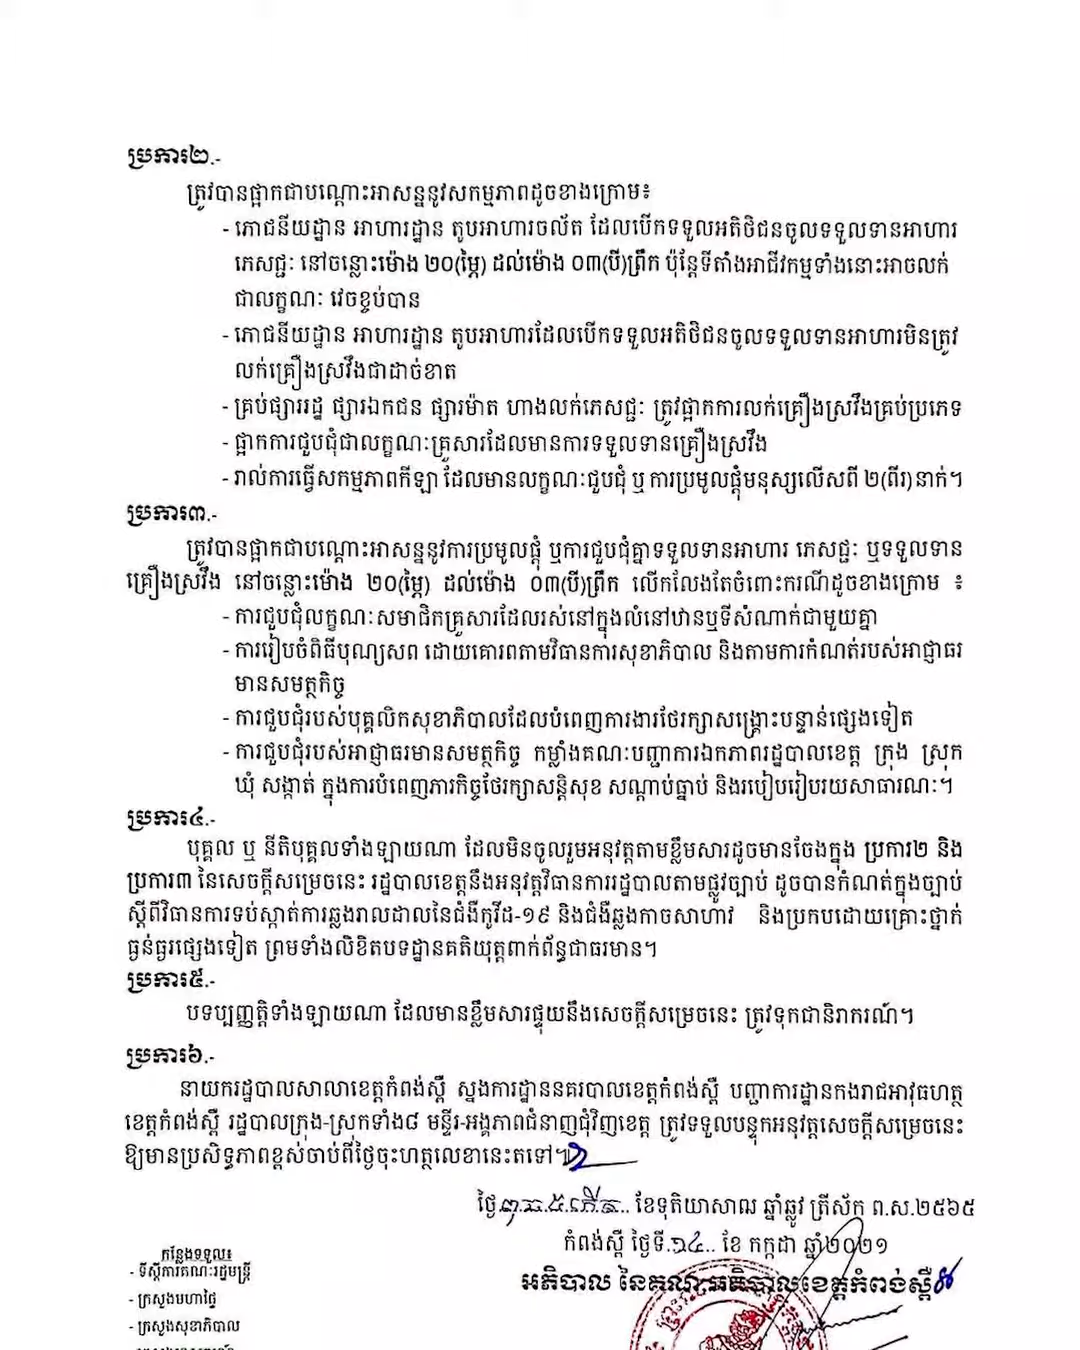 ប្រការ២.-
ត្រូវបានផ្អាកជាបណ្តោះអាសន្ននូវសកម្មភាពដូចខាងក្រោម៖
- ភោជនីយដ្ឋាន អាហារដ្ឋាន តូបអាហារចល័ត ដែលបើកទទួលអតិថិជនចូលទទួលទានអាហារ
ភេសជ្ជៈ នៅចន្លោះម៉ោង ២០(ម្ភៃ) ដល់ម៉ោង ០៣(បី)ព្រឹក ប៉ុន្តែទីតាំងអាជីវកម្មទាំងនោះអាចលក់
ជាលក្ខណៈ វេចខ្ចប់បាន
- ភោជនីយដ្ឋាន អាហារដ្ឋាន តូបអាហារដែលបើកទទួលអតិថិជនចូលទទួលទានអាហារមិនត្រូវ
លក់គ្រឿងស្រវឹងជាដាច់ខាត
- គ្រប់ផ្សាររដ្ឋ ផ្សារឯកជន ផ្សារម៉ាត ហាងលក់ភេសជ្ជៈ ត្រូវផ្អាកការលក់គ្រឿងស្រវឹងគ្រប់ប្រភេទ
- ផ្អាកការជួបជុំជាលក្ខណៈគ្រួសារដែលមានការទទួលទានគ្រឿងស្រវឹង
- រាល់ការធ្វើសកម្មភាពកីឡា ដែលមានលក្ខណៈជួបជុំ ឬ ការប្រមូលផ្តុំមនុស្សលើសពី ២(ពីរ)នាក់។
ប្រការ៣.-
ត្រូវបានផ្អាកជាបណ្តោះអាសន្ននូវការប្រមូលផ្តុំ ឬការជួបជុំគ្នាទទួលទានអាហារ ភេសជ្ជៈ ឬទទួលទាន
គ្រឿងស្រវឹង នៅចន្លោះម៉ោង ២០(ម្ភៃ) ដល់ម៉ោង ០៣(បី)ព្រឹក លើកលែងតែចំពោះករណីដូចខាងក្រោម ៖
- ការជួបជុំលក្ខណៈសមាជិកគ្រួសារដែលរស់នៅក្នុងលំនៅឋានឬទីសំណាក់ជាមួយគ្នា
- ការរៀបចំពិធីបុណ្យសព ដោយគោរពតាមវិធានការសុខាភិបាល និងតាមការកំណត់របស់អាជ្ញាធរ
មានសមត្ថកិច្ច
- ការជួបជុំរបស់បុគ្គលិកសុខាភិបាលដែលបំពេញការងារថែរក្សាសង្គ្រោះបន្ទាន់ផ្សេងទៀត
- ការជួបជុំរបស់អាជ្ញាធរមានសមត្ថកិច្ច កម្លាំងគណៈបញ្ជាការឯកភាពរដ្ឋបាលខេត្ត ក្រុង ស្រុក
ឃុំ សង្កាត់ ក្នុងការបំពេញភារកិច្ចថែរក្សាសន្តិសុខ សណ្តាប់ធ្នាប់ និងរបៀបរៀបរយសាធារណៈ។
ប្រការ៤.-
បុគ្គល ឬ នីតិបុគ្គលទាំងឡាយណា ដែលមិនចូលរួមអនុវត្តតាមខ្លឹមសារដូចមានចែងក្នុង ប្រការ២ និង
ប្រការ៣ នៃសេចក្តីសម្រេចនេះ រដ្ឋបាលខេត្តនឹងអនុវត្តវិធានការរដ្ឋបាលតាមផ្លូវច្បាប់ ដូចបានកំណត់ក្នុងច្បាប់
ស្តីពីវិធានការទប់ស្កាត់ការឆ្លងរាលដាលនៃជំងឺកូវីដ-១៩ និងជំងឺឆ្លងកាចសាហាវ និងប្រកបដោយគ្រោះថ្នាក់
ធ្ងន់ធ្ងរផ្សេងទៀត ព្រមទាំងលិខិតបទដ្ឋានគតិយុត្តពាក់ព័ន្ធជាធរមាន។
ប្រការ៥.-
បទប្បញ្ញត្តិទាំងឡាយណា ដែលមានខ្លឹមសារផ្ទុយនឹងសេចក្តីសម្រេចនេះ ត្រូវទុកជានិរាករណ៍។
ប្រការ៦.-
នាយករដ្ឋបាលសាលាខេត្តកំពង់ស្ពឺ ស្នងការដ្ឋាននគរបាលខេត្តកំពង់ស្ពឺ បញ្ជាការដ្ឋានកងរាជអាវុធហត្ថ
ខេត្តកំពង់ស្ពឺ រដ្ឋបាលក្រុង-ស្រុកទាំង៨ មន្ទីរ-អង្គភាពជំនាញជុំវិញខេត្ត ត្រូវទទួលបន្ទុកអនុវត្តសេចក្តីសម្រេចនេះ
ឱ្យមានប្រសិទ្ធភាពខ្ពស់ចាប់ពីថ្ងៃចុះហត្ថលេខានេះតទៅ៕
ថ្ងៃ ពុធ ៥ កើត ខែទុតិយាសាឍ ឆ្នាំឆ្លូវ ត្រីស័ក ព.ស.២៥៦៥
កំពង់ស្ពឺ ថ្ងៃទី.១៤.. ខែ កក្កដា ឆ្នាំ២០២១
អភិបាល នៃគណៈអភិបាលខេត្តកំពង់ស្ពឺ
កន្លែងទទួល៖
- ទីស្តីការគណៈរដ្ឋមន្ត្រី
- ក្រសួងមហាផ្ទៃ
- ក្រសួងសុខាភិបាល